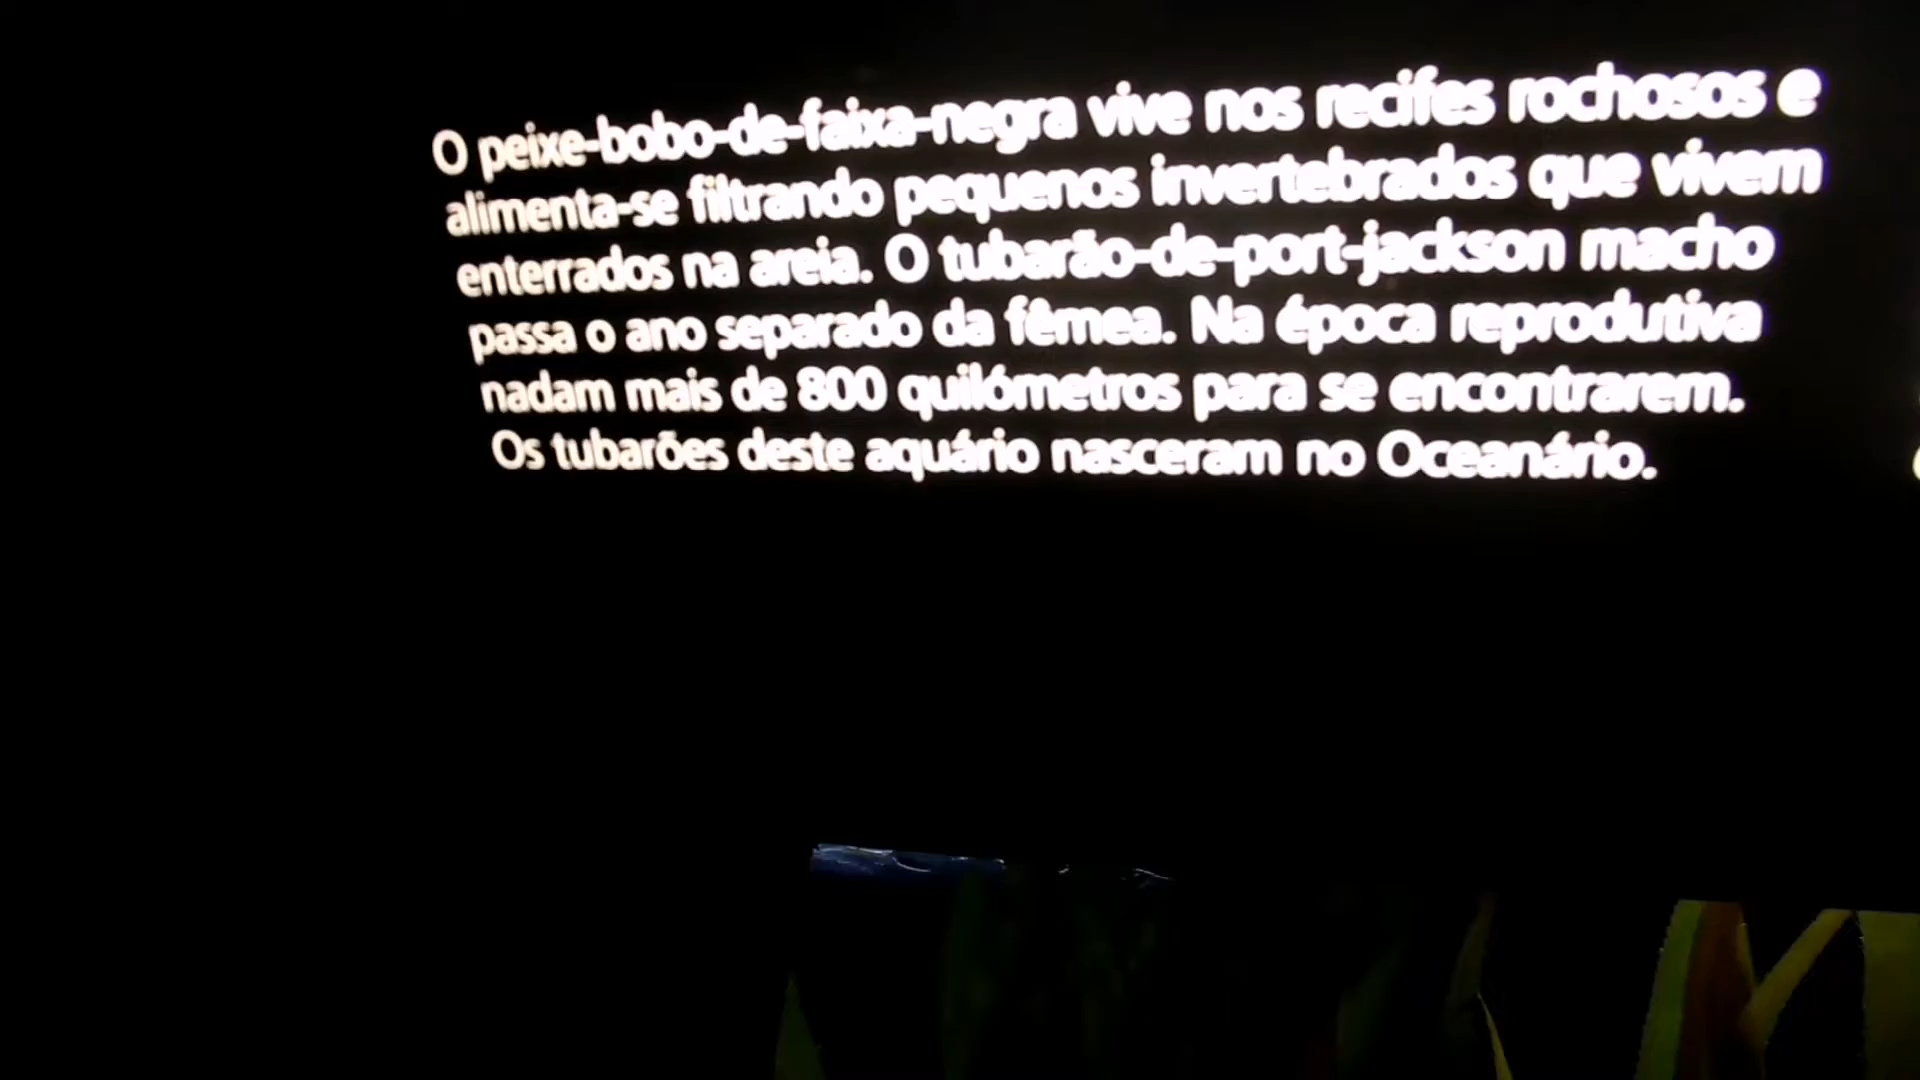 O peixe-bobo-de-faixa-negra vive nos recifes rochosos e
alimenta-se filtrando pequenos invertebrados que vivem
enterrados na areia. O tubarão-de-port-jackson macho
passa o ano separado da fêmea. Na época reprodutiva
nadam mais de 800 quilómetros para se encontrarem.
Os tubarões deste aquário nasceram no Oceanário.